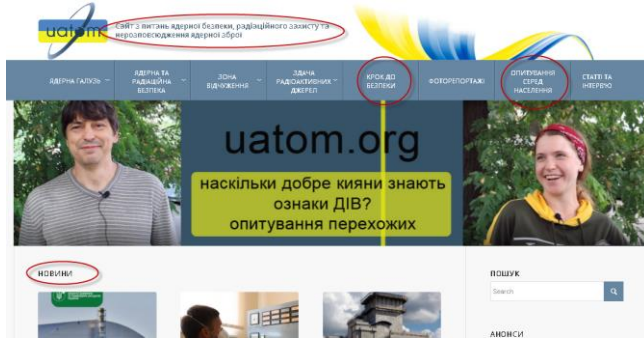 uatom
Сайт з питань ядерної безпеки, радіаційного захисту та
нерозповсюдження ядерної зброї
ЯДЕРНА ГАЛУЗЬ
ЯДЕРНА ТА
РАДІАЦІЙНА
БЕЗПЕКА
ЗОНА
ВІДЧУЖЕННЯ
ЗДАЧА
РАДІОАКТИВНИХ
ДЖЕРЕЛ
КРОК ДО
БЕЗПЕКИ
ФОТОРЕПОРТАЖІ
ОПИТУВАННЯ
СЕРЕД
НАСЕЛЕННЯ
СТАТТІ ТА
ІНТЕРВ'Ю
uatom.org
наскільки добре кияни знають
ознаки ДІВ?
опитування перехожих
НОВИНИ
ПОШУК
Search
АНОНСИ